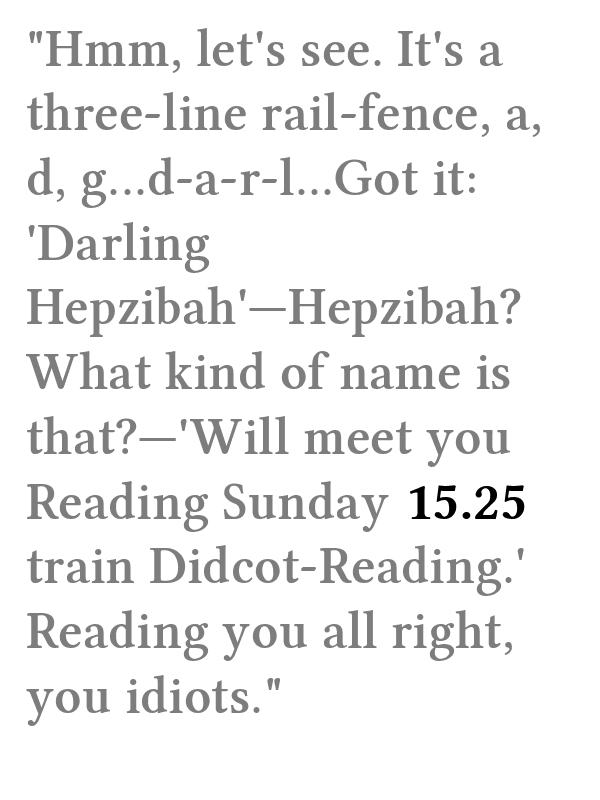 "Hmm, let's see. It's a
three-line rail-fence, a,
d, g...d-a-r-l...Got it:
'Darling
Hepzibah'—Hepzibah?
What kind of name is
that?—'Will meet you
Reading Sunday 15.25
train Didcot-Reading.'
Reading you all right,
you idiots."